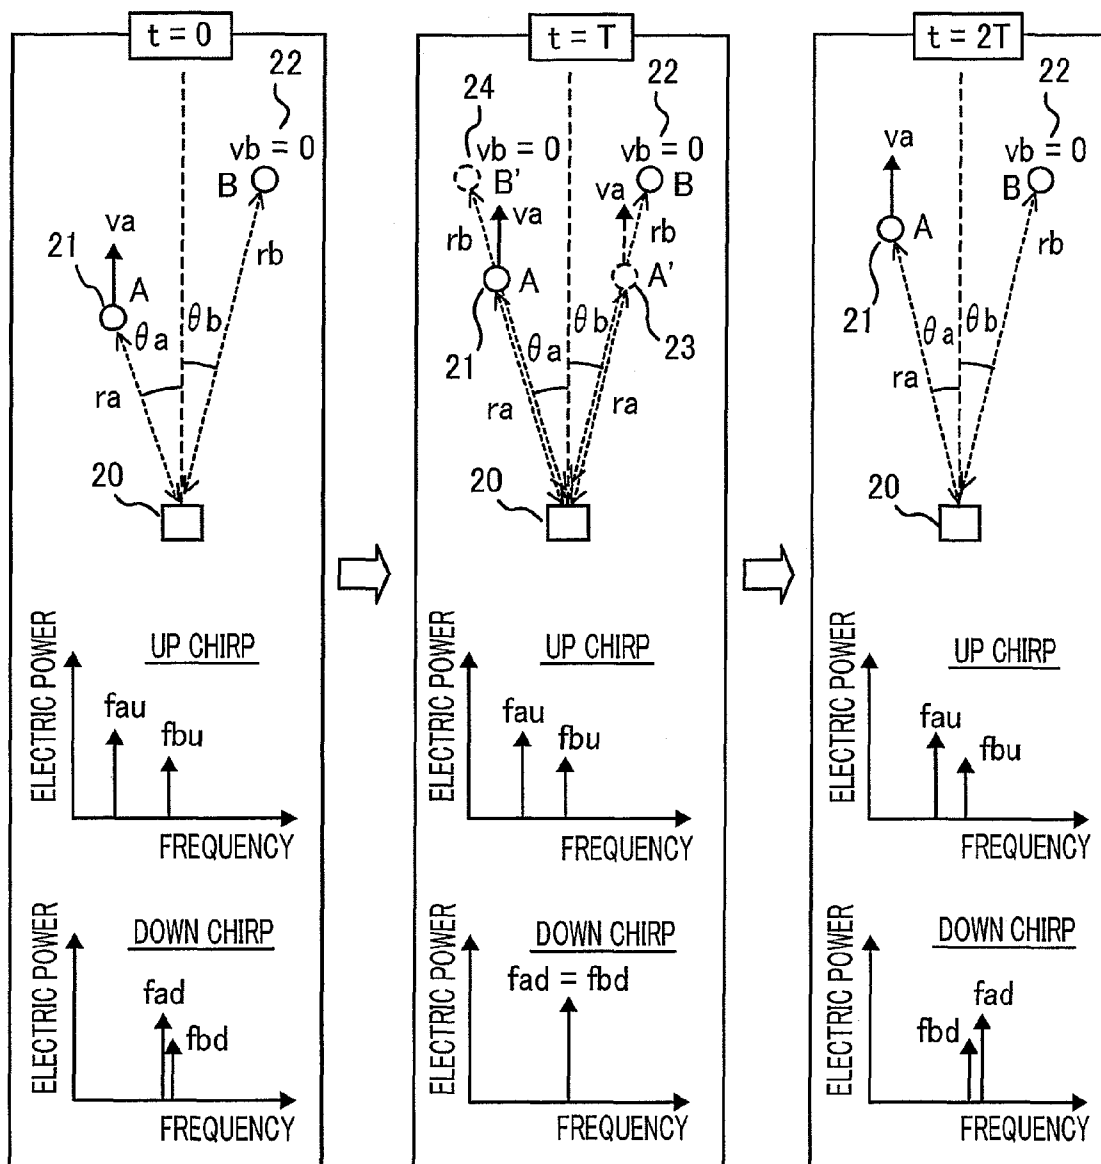 t = 0
22
vb = 0
B
va
21
A
rb
θa
θb
ra
20
UP CHIRP
ELECTRIC POWER
fau
fbu
FREQUENCY
DOWN CHIRP
ELECTRIC POWER
fad
fbd
FREQUENCY
t = T
24
22
vb = 0
vb = 0
B'
va
B
va
rb
rb
A
A'
21
θa
θb
23
ra
ra
20
UP CHIRP
ELECTRIC POWER
fau
fbu
FREQUENCY
DOWN CHIRP
fad = fbd
ELECTRIC POWER
FREQUENCY
t = 2T
22
va
vb = 0
B
A
21
rb
θa
θb
ra
20
UP CHIRP
ELECTRIC POWER
fau
fbu
FREQUENCY
DOWN CHIRP
ELECTRIC POWER
fad
fbd
FREQUENCY